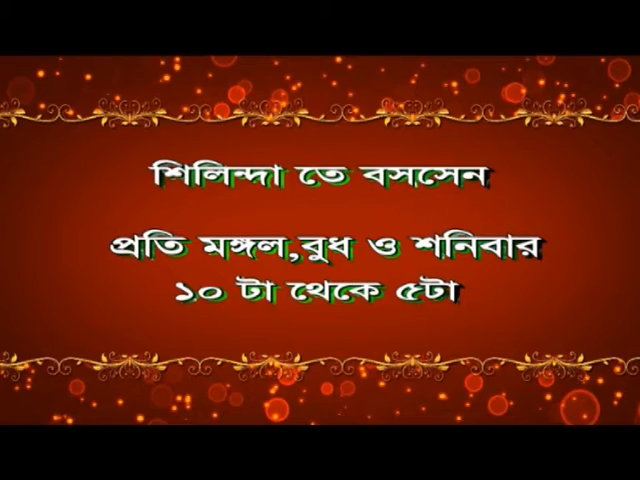 শিলিন্দা তে বসসেন
প্রতি মঙ্গল,বুধ ও শনিবার
১০ টা থেকে ৫টা